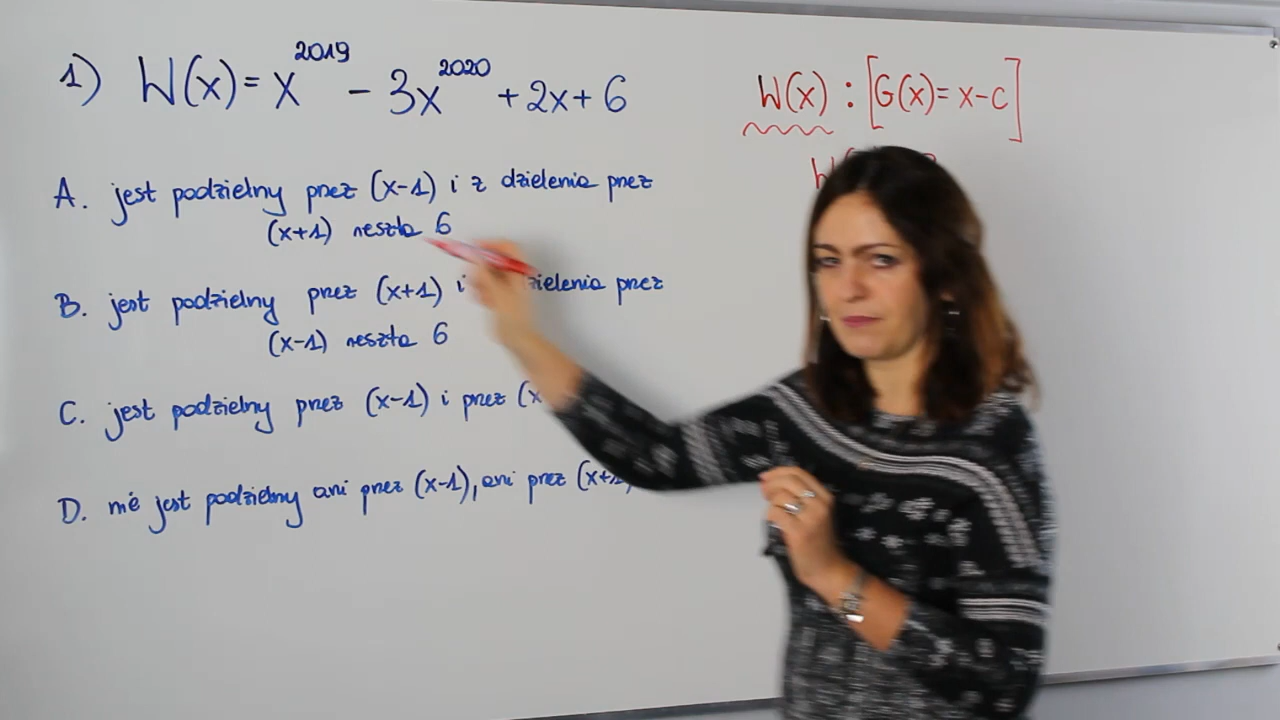 1) W(x) = x^2019 - 3x^2020 + 2x + 6
W(x) : [G(x) = x-c]
A. jest podzielny przez (x-1) i z dzielenia przez
(x+1) reszta 6
B. jest podzielny przez (x+1) i dzielenia przez
(x-1) reszta 6
C. jest podzielny przez (x-1) i przez (x
D. nie jest podzielny ani przez (x-1), ani przez (x+1)